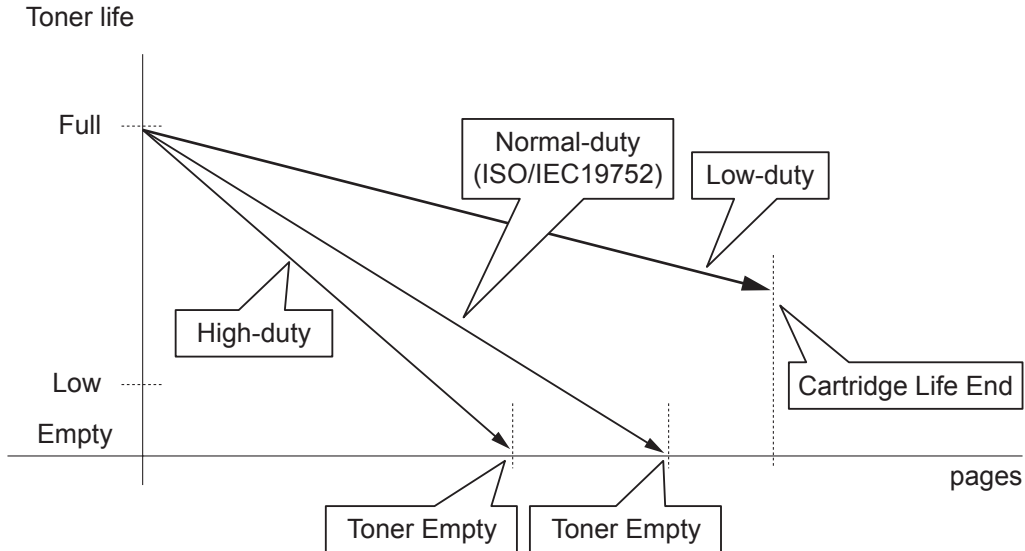 Toner life
Full
Normal-duty
(ISO/IEC19752)
Low-duty
High-duty
Low
Cartridge Life End
Empty
pages
Toner Empty
Toner Empty